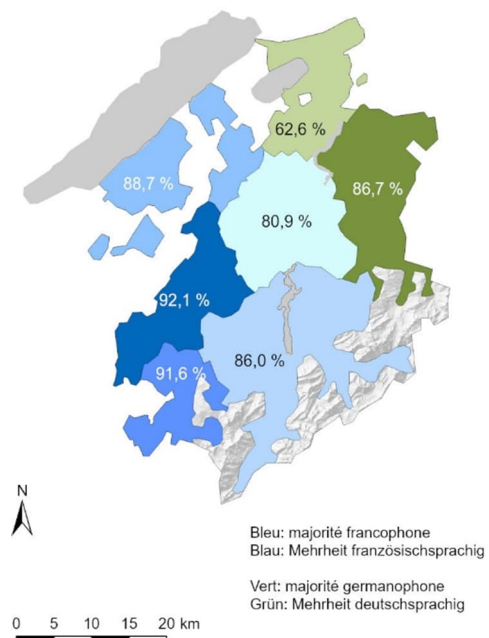 62,6 %
88,7 %
86,7 %
80,9 %
92,1 %
86,0 %
91,6 %
N
Bleu: majorité francophone
Blau: Mehrheit französischsprachig
Vert: majorité germanophone
Grün: Mehrheit deutschsprachig
0 5 10 15 20 km